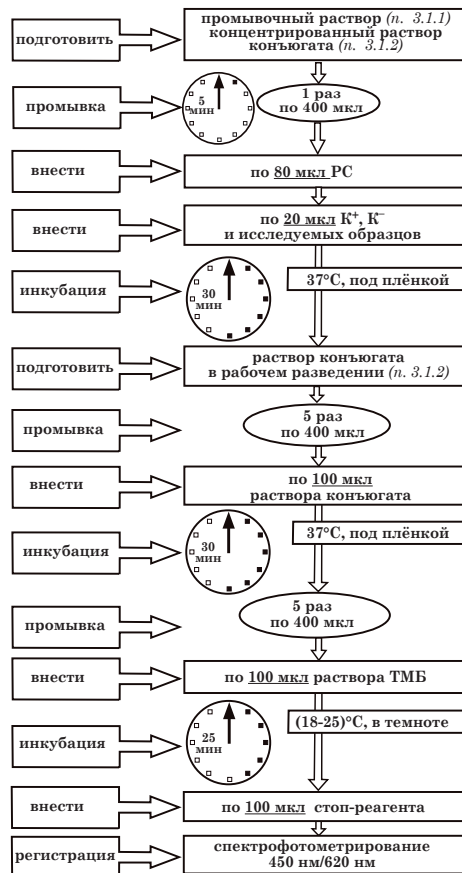 подготовить
промывочный раствор (п. 3.1.1)
концентрированный раствор
конъюгата (п. 3.1.2)
промывка
5
мин
1 раз
по 400 мкл
внести
по 80 мкл РС
внести
по 20 мкл К⁺, К⁻
и исследуемых образцов
инкубация
30
мин
37°С, под плёнкой
подготовить
раствор конъюгата
в рабочем разведении (п. 3.1.2)
промывка
5 раз
по 400 мкл
внести
по 100 мкл
раствора конъюгата
инкубация
30
мин
37°С, под плёнкой
промывка
5 раз
по 400 мкл
внести
по 100 мкл раствора ТМБ
инкубация
25
мин
(18-25)°С, в темноте
внести
по 100 мкл стоп-реагента
регистрация
спектрофотометрирование
450 нм/620 нм